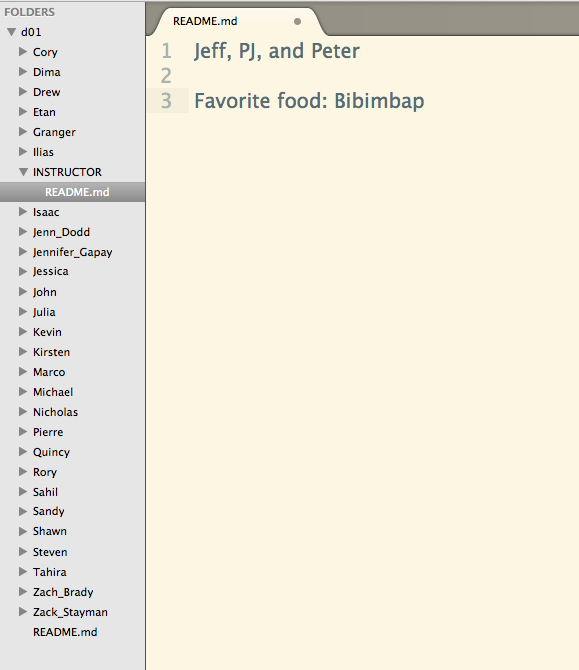 FOLDERS
d01
Cory
Dima
Drew
Etan
Granger
Ilias
INSTRUCTOR
README.md
Isaac
Jenn_Dodd
Jennifer_Gapay
Jessica
John
Julia
Kevin
Kirsten
Marco
Michael
Nicholas
Pierre
Quincy
Rory
Sahil
Sandy
Shawn
Steven
Tahira
Zach_Brady
Zack_Stayman
README.md
README.md
1 Jeff, PJ, and Peter
2
3 Favorite food: Bibimbap